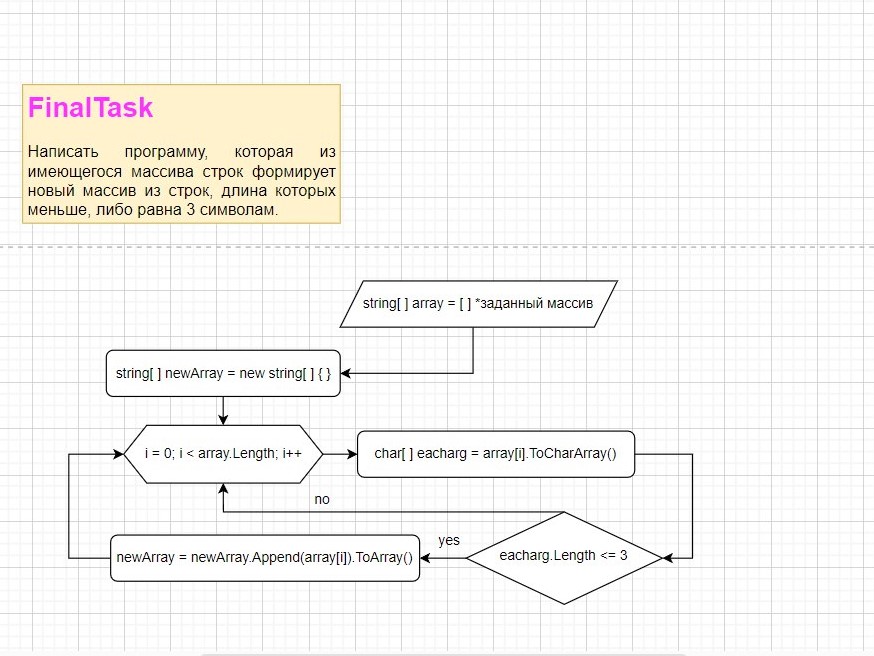 FinalTask
Написать программу, которая из
имеющегося массива строк формирует
новый массив из строк, длина которых
меньше, либо равна 3 символам.
string[ ] array = [ ] *заданный массив
string[ ] newArray = new string[ ] { }
i = 0; i < array.Length; i++
char[ ] eacharg = array[i].ToCharArray()
no
yes
newArray = newArray.Append(array[i]).ToArray()
eacharg.Length <= 3